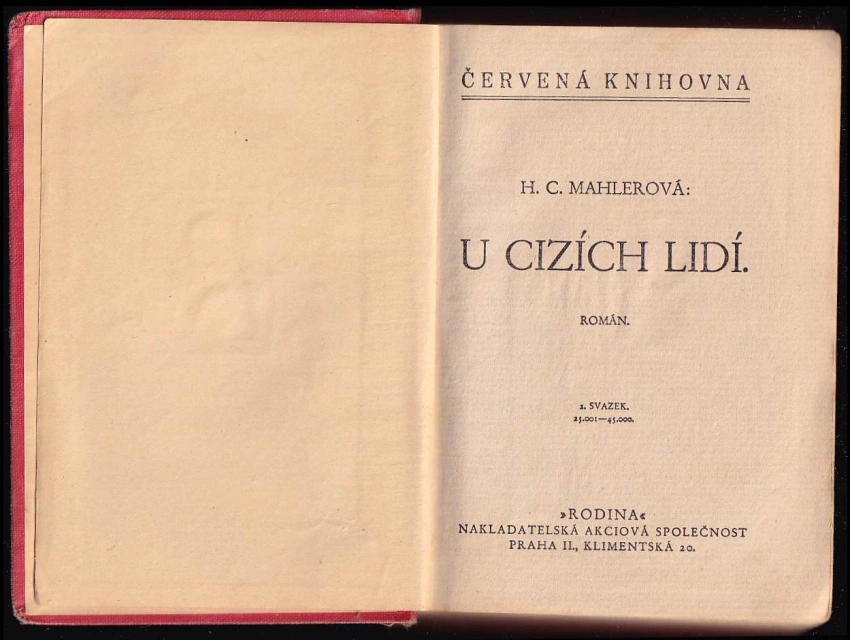 ČERVENÁ KNIHOVNA
H. C. MAHLEROVÁ:
U CIZÍCH LIDÍ.
ROMÁN.
2. SVAZEK.
25.001—45.000.
»RODINA«
NAKLADATELSKÁ AKCIOVÁ SPOLEČNOST
PRAHA II., KLIMENTSKÁ 20.